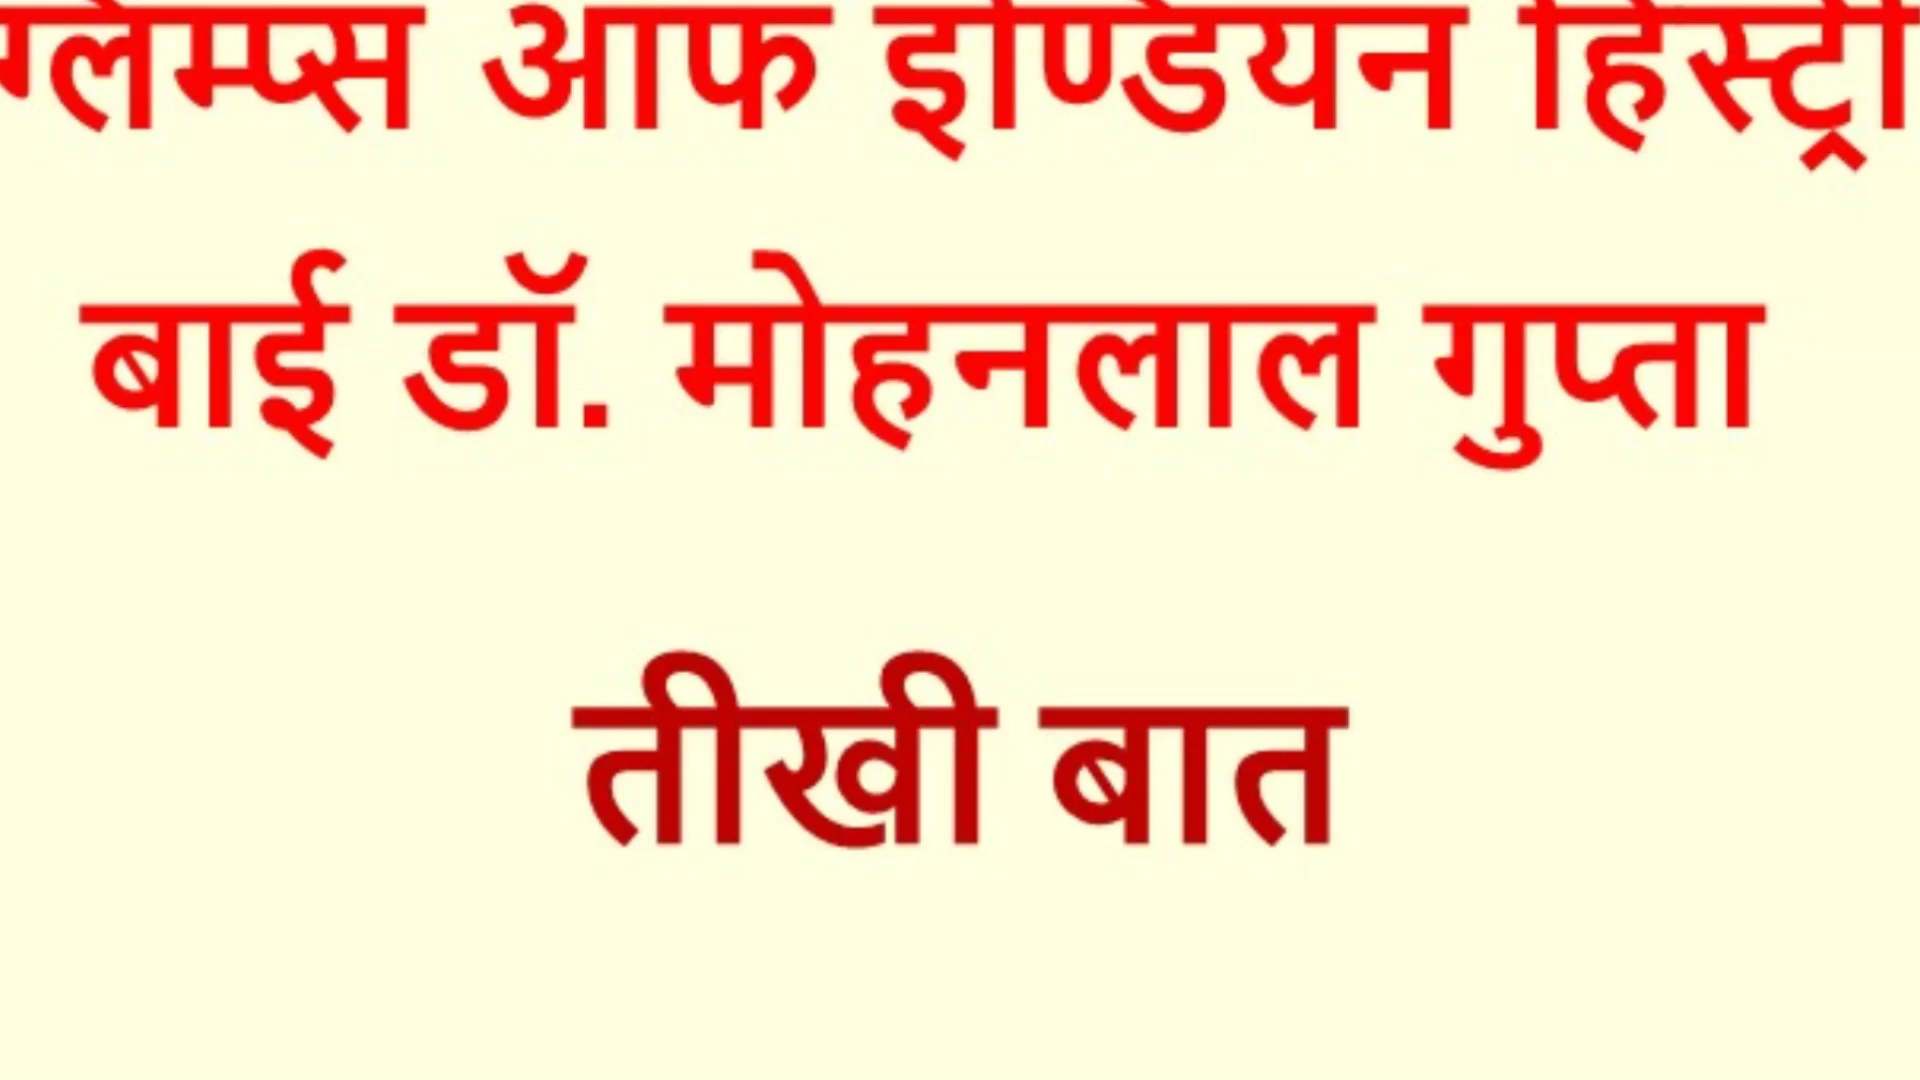 ग्लिम्प्स आफ इण्डियन हिस्ट्री
बाई डॉ. मोहनलाल गुप्ता
तीखी बात